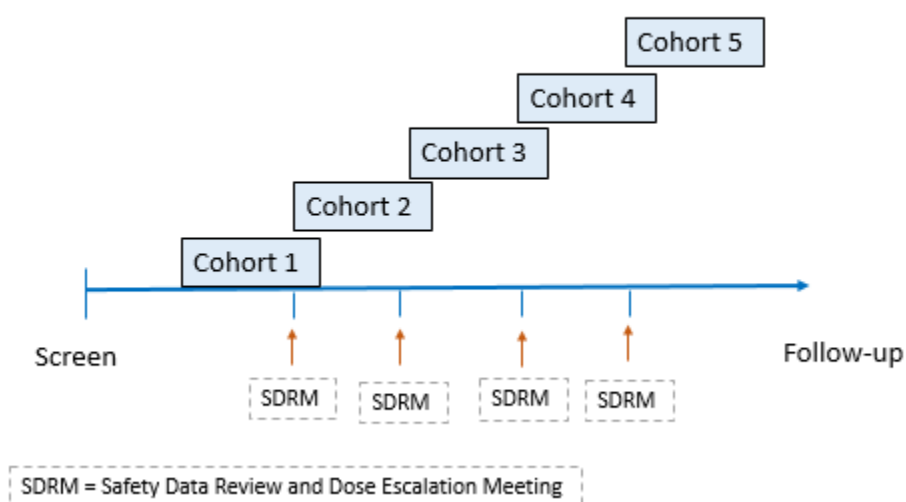 Cohort 5
Cohort 4
Cohort 3
Cohort 2
Cohort 1
Screen
Follow-up
SDRM
SDRM
SDRM
SDRM
SDRM = Safety Data Review and Dose Escalation Meeting